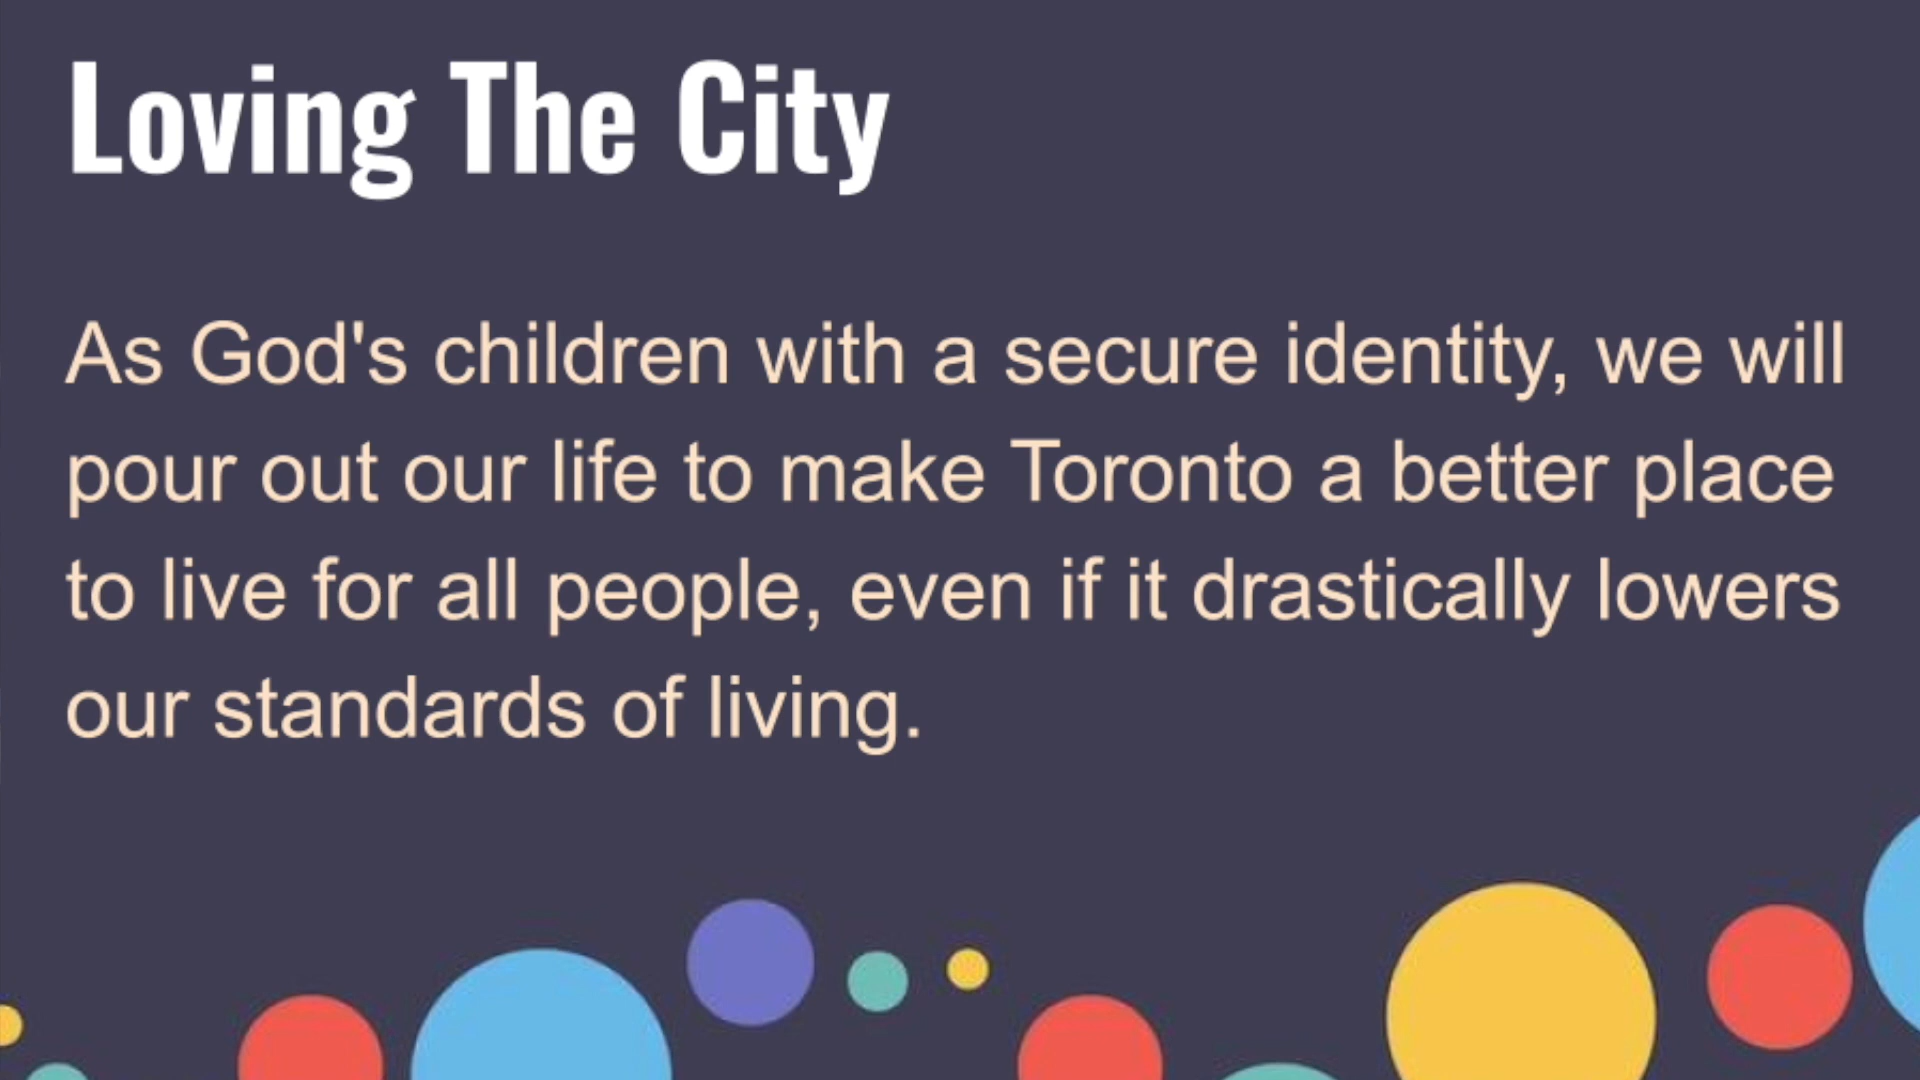 Loving The City
As God's children with a secure identity, we will
pour out our life to make Toronto a better place
to live for all people, even if it drastically lowers
our standards of living.